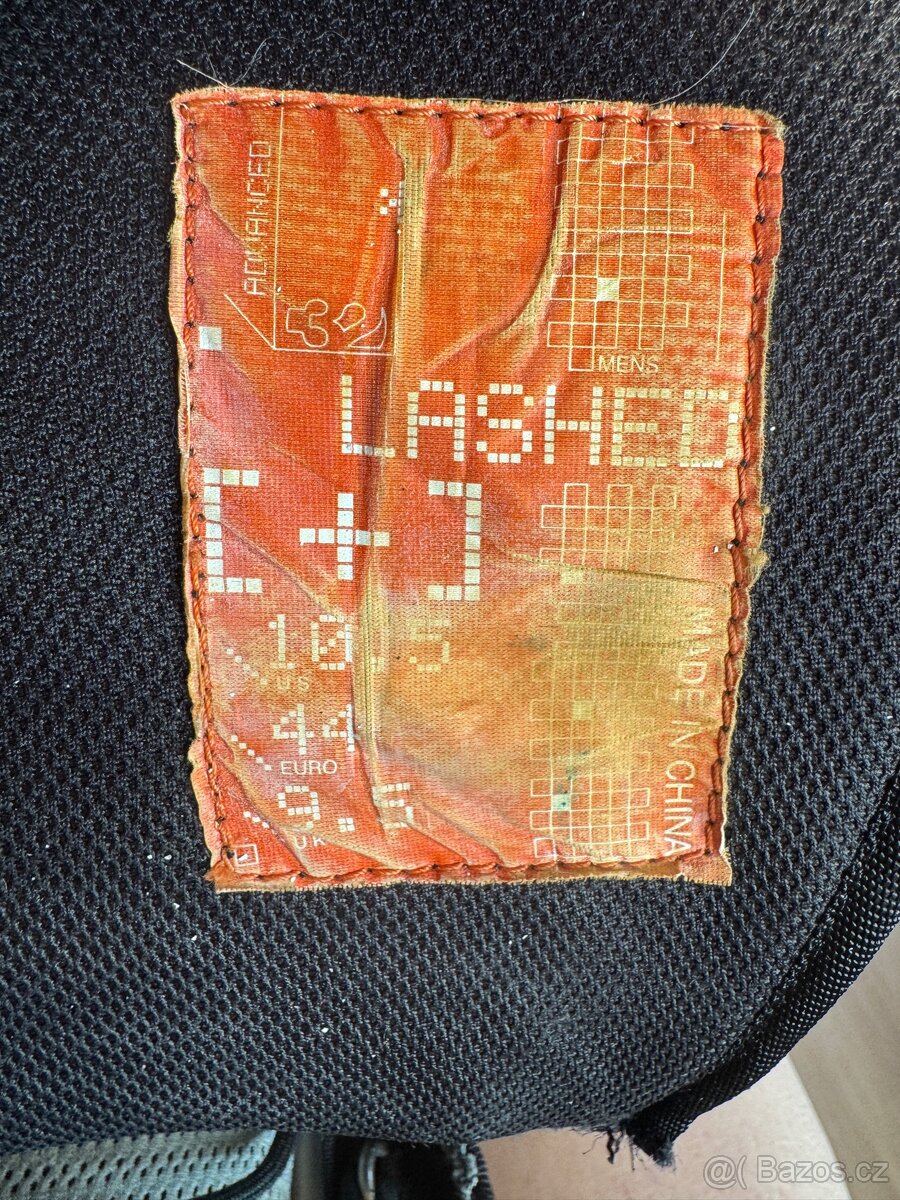 ADVANCED
32
MENS
LASHED
[+]
10.5
US
44
EURO
9.5
UK
MADE IN CHINA
@( Bazos.cz